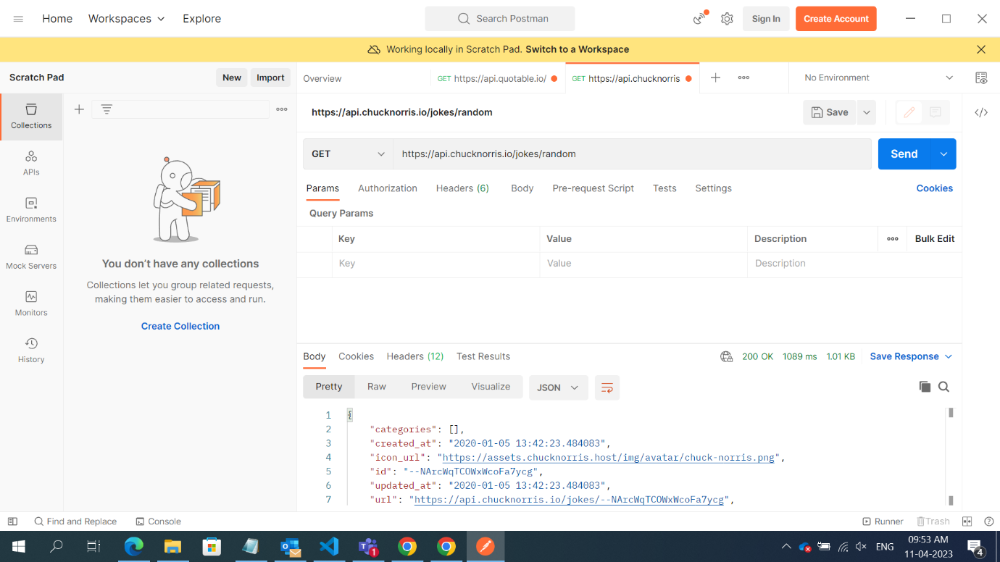 Home Workspaces Explore Search Postman Sign In Create Account
Working locally in Scratch Pad. Switch to a Workspace
Scratch Pad New Import Overview GET https://api.quotable.io/ GET https://api.chucknorris No Environment
Collections
APIs
Environments
Mock Servers
Monitors
History
You don’t have any collections
Collections let you group related requests,
making them easier to access and run.
Create Collection
https://api.chucknorris.io/jokes/random Save
GET https://api.chucknorris.io/jokes/random Send
Params Authorization Headers (6) Body Pre-request Script Tests Settings Cookies
Query Params
Key Value Description Bulk Edit
Key Value Description
Body Cookies Headers (12) Test Results 200 OK 1089 ms 1.01 KB Save Response
Pretty Raw Preview Visualize JSON
1 {
2 "categories": [],
3 "created_at": "2020-01-05 13:42:23.484083",
4 "icon_url": "https://assets.chucknorris.host/img/avatar/chuck-norris.png",
5 "id": "--NArcWqTCOWxWcoFa7ycg",
6 "updated_at": "2020-01-05 13:42:23.484083",
7 "url": "https://api.chucknorris.io/jokes/--NArcWqTCOWxWcoFa7ycg",
Find and Replace Console Runner Trash
1 ENG 09:53 AM 4
11-04-2023